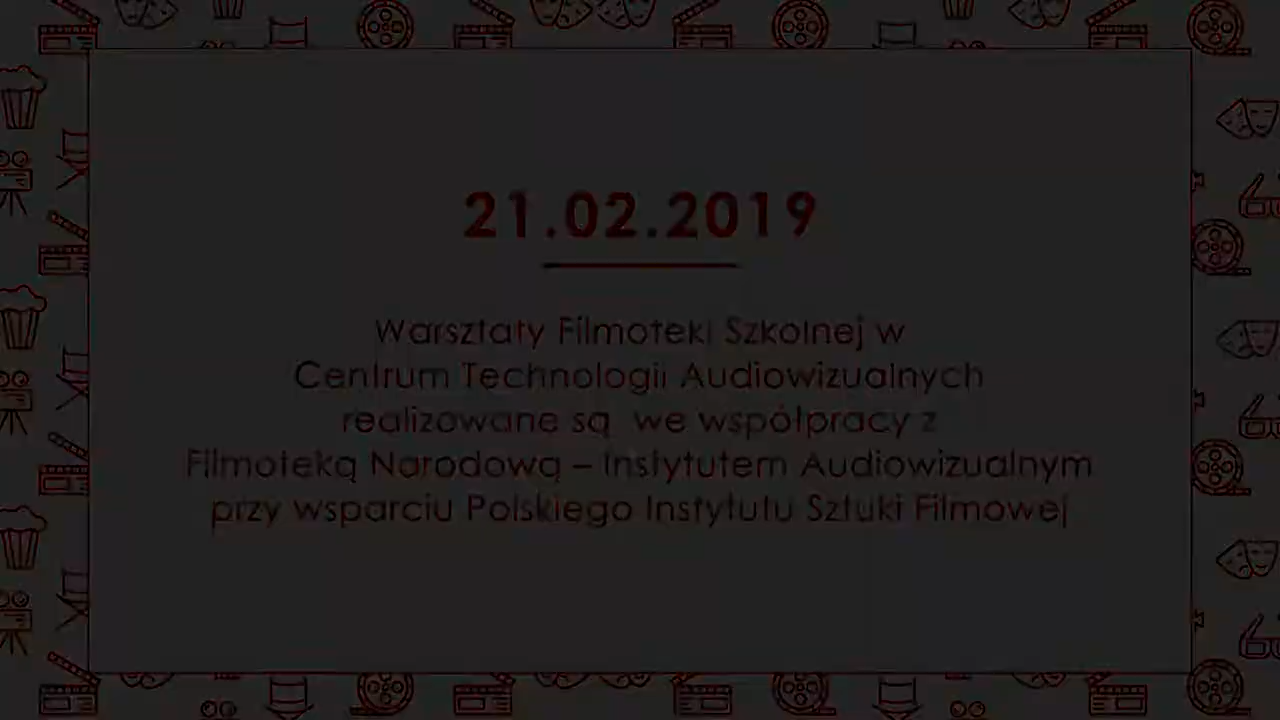 21.02.2019
Warsztaty Filmoteki Szkolnej w
Centrum Technologii Audiowizualnych
realizowane są we współpracy z
Filmoteką Narodową – Instytutem Audiowizualnym
przy wsparciu Polskiego Instytutu Sztuki Filmowej